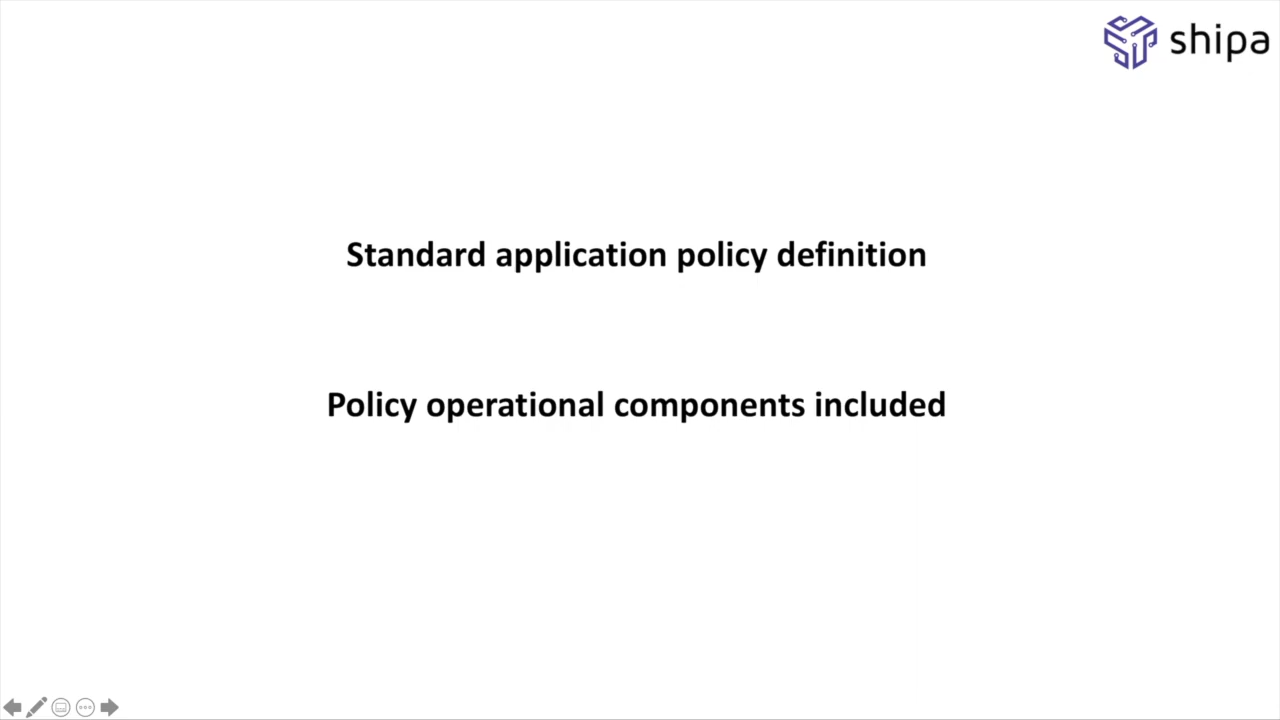 shipa
Standard application policy definition
Policy operational components included